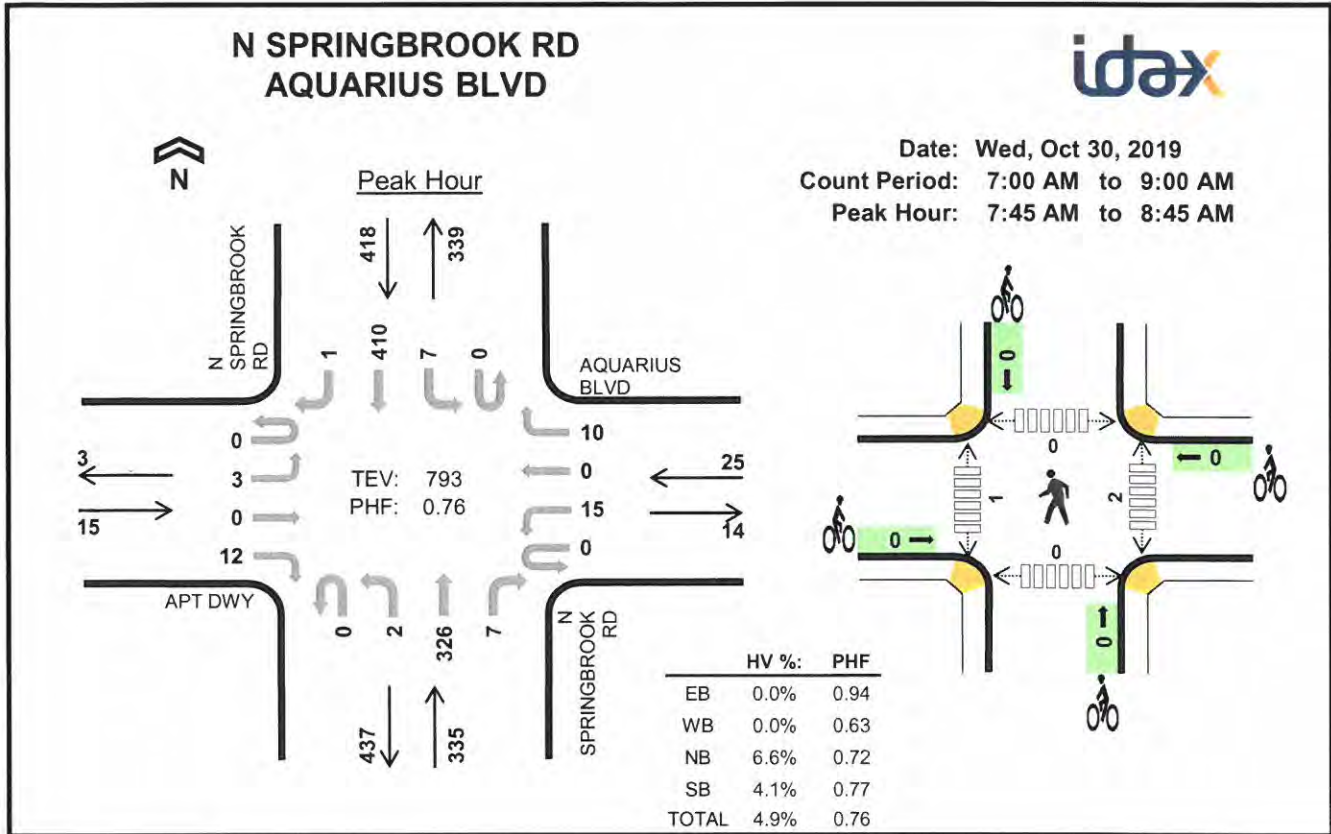 N SPRINGBROOK RD
AQUARIUS BLVD
idax
N
Peak Hour
Date: Wed, Oct 30, 2019
Count Period: 7:00 AM to 9:00 AM
Peak Hour: 7:45 AM to 8:45 AM
418
339
N
SPRINGBROOK
RD
1
410
7
0
AQUARIUS
BLVD
0
3
0
12
3
15
TEV: 793
PHF: 0.76
10
0
15
0
25
14
APT DWY
0
2
326
7
N
SPRINGBROOK
RD
437
335
0
0
0
1
2
0
0
0
HV %: PHF
EB 0.0% 0.94
WB 0.0% 0.63
NB 6.6% 0.72
SB 4.1% 0.77
TOTAL 4.9% 0.76